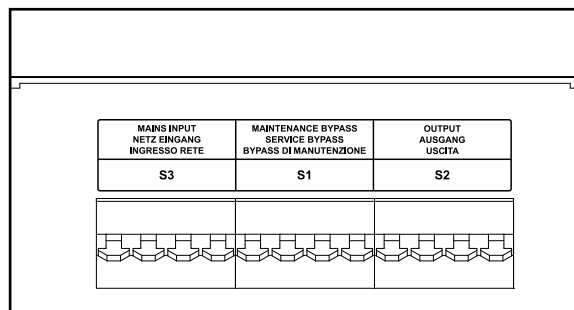 MAINS INPUT
NETZ EINGANG
INGRESSO RETE
S3
MAINTENANCE BYPASS
SERVICE BYPASS
BYPASS DI MANUTENZIONE
S1
OUTPUT
AUSGANG
USCITA
S2